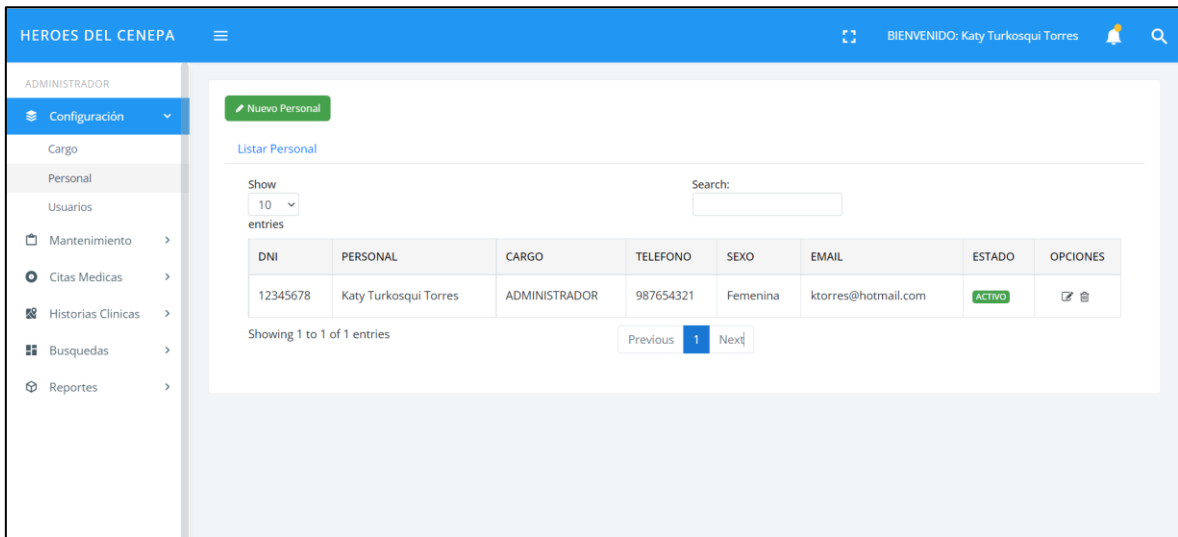 HEROES DEL CENEPA
BIENVENIDO: Katy Turkosqui Torres
ADMINISTRADOR
Configuración
Cargo
Personal
Usuarios
Mantenimiento
Citas Medicas
Historias Clinicas
Busquedas
Reportes
Nuevo Personal
Listar Personal
Show
10
entries
Search:
DNI PERSONAL CARGO TELEFONO SEXO EMAIL ESTADO OPCIONES
12345678 Katy Turkosqui Torres ADMINISTRADOR 987654321 Femenina ktorres@hotmail.com ACTIVO
Showing 1 to 1 of 1 entries
Previous 1 Next